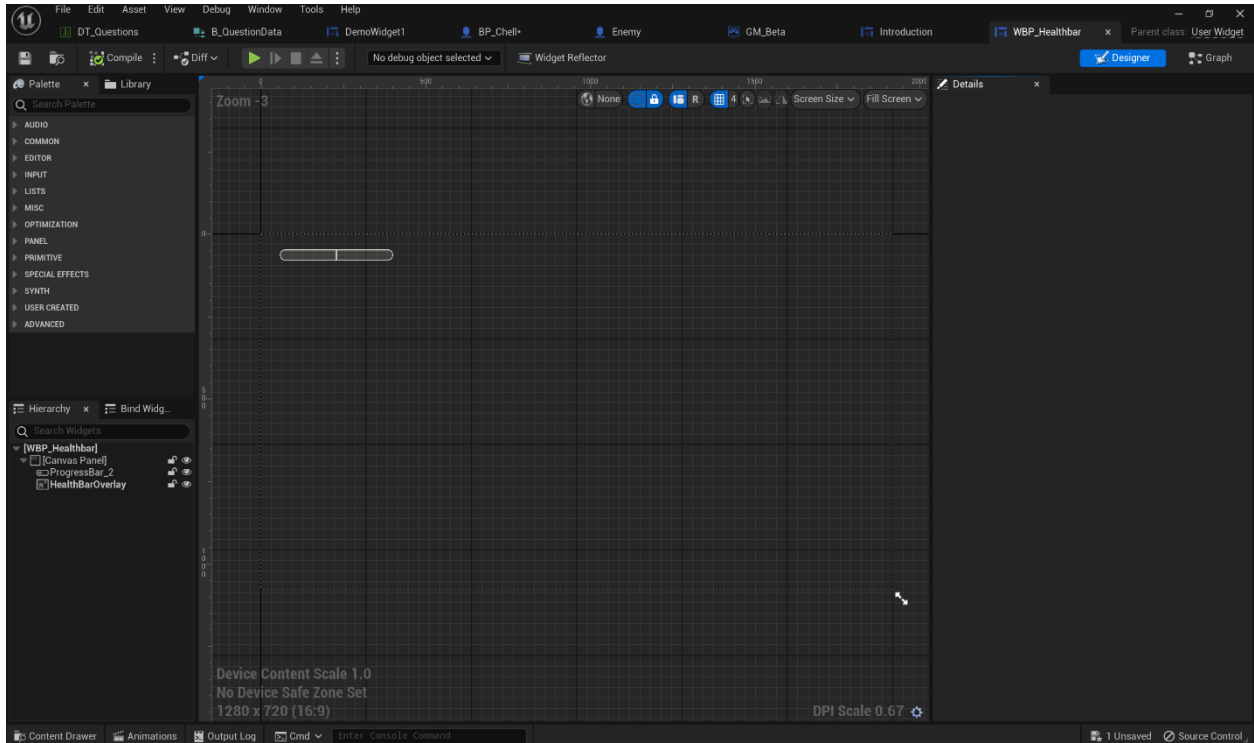 File Edit Asset View Debug Window Tools Help
DT_Questions B_QuestionData DemoWidget1 BP_Chell• Enemy GM_Beta Introduction WBP_Healthbar × Parent class: User Widget
Compile Diff No debug object selected Widget Reflector Designer Graph
Palette × Library
Search Palette
AUDIO
COMMON
EDITOR
INPUT
LISTS
MISC
OPTIMIZATION
PANEL
PRIMITIVE
SPECIAL EFFECTS
SYNTH
USER CREATED
ADVANCED
Hierarchy × Bind Widg...
Search Widgets
[WBP_Healthbar]
[Canvas Panel]
ProgressBar_2
HealthBarOverlay
0 500 1000 1500 2000
Zoom -3
None R 4 Screen Size Fill Screen
0
500
1000
Device Content Scale 1.0
No Device Safe Zone Set
1280 x 720 (16:9)
DPI Scale 0.67
Details ×
Content Drawer Animations Output Log Cmd Enter Console Command 1 Unsaved Source Control